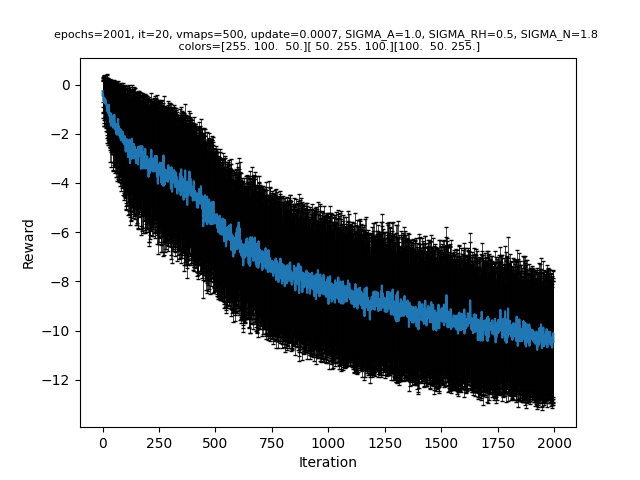 epochs=2001, it=20, vmaps=500, update=0.0007, SIGMA_A=1.0, SIGMA_RH=0.5, SIGMA_N=1.8
colors=[255. 100.  50.][ 50. 255. 100.][100.  50. 255.]
0
−2
−4
−6
−8
−10
−12
Reward
0 250 500 750 1000 1250 1500 1750 2000
Iteration